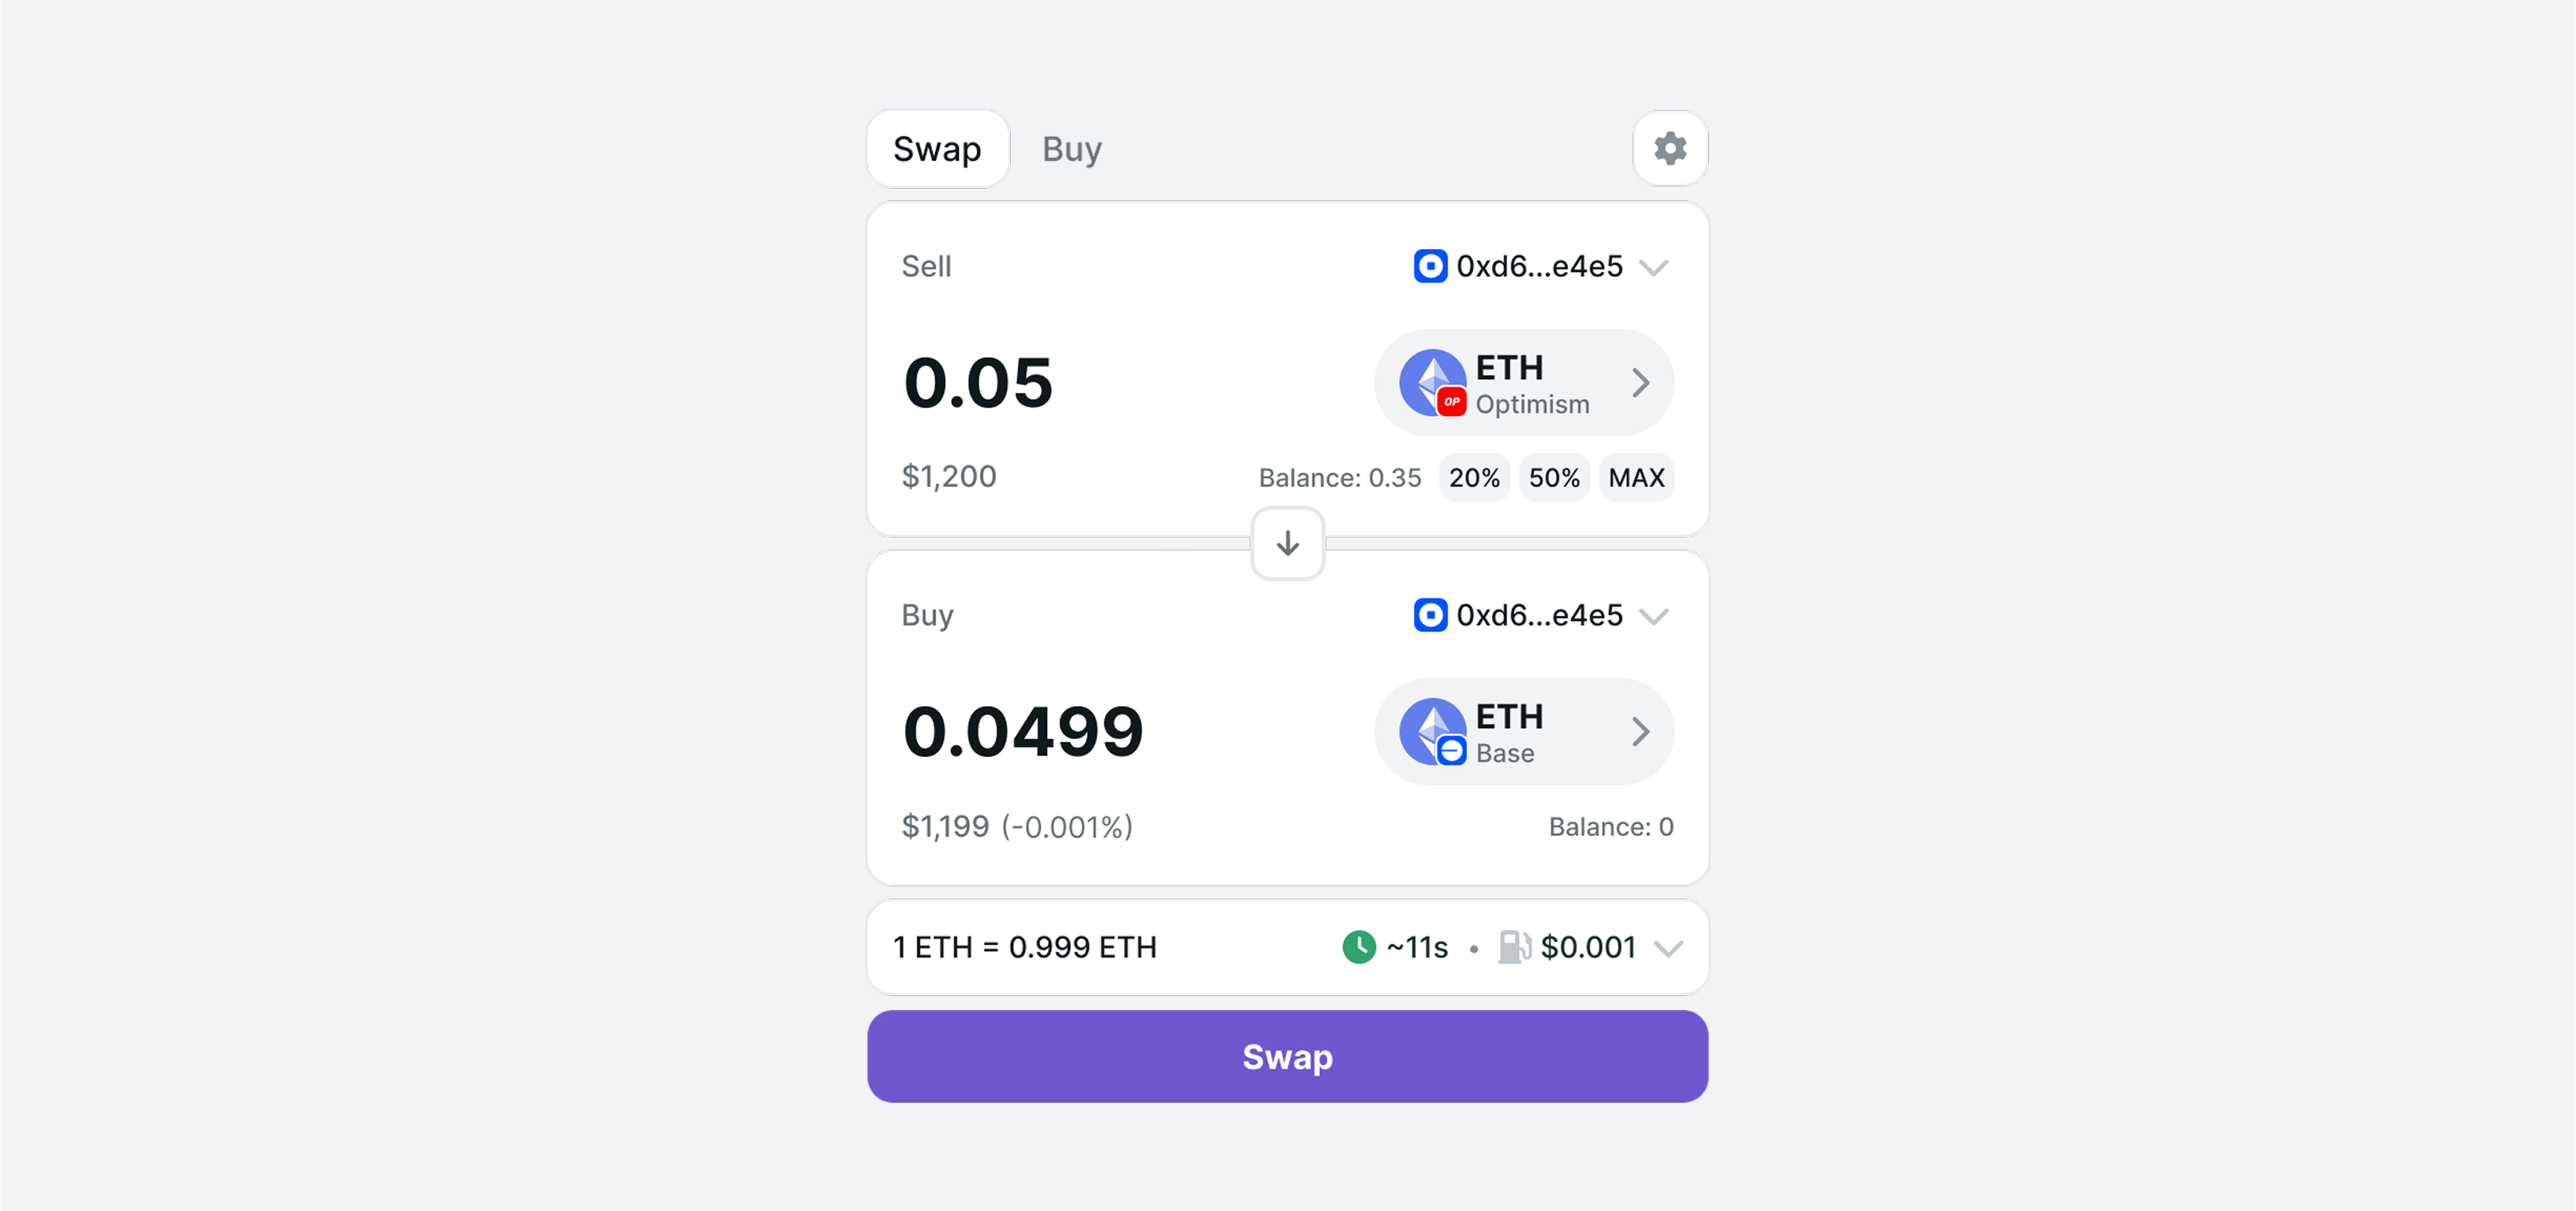 Swap Buy
Sell 0xd6...e4e5
0.05 ETH
OP Optimism
$1,200 Balance: 0.35 20% 50% MAX
Buy 0xd6...e4e5
0.0499 ETH
Base
$1,199 (-0.001%) Balance: 0
1 ETH = 0.999 ETH ~11s • $0.001
Swap